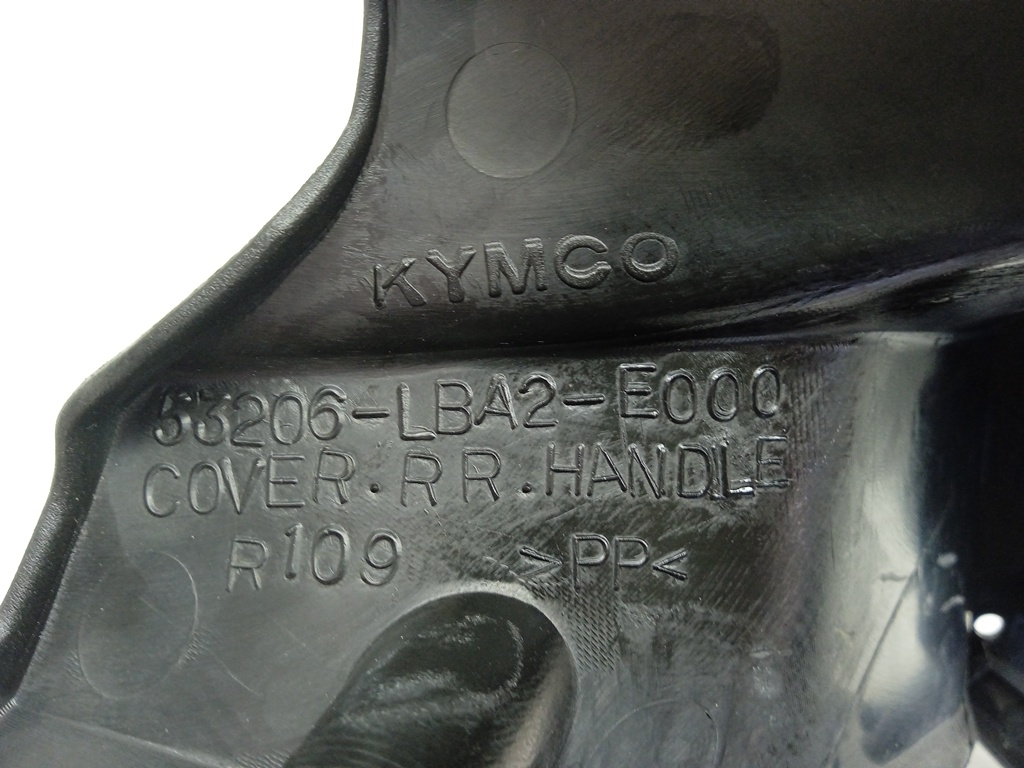 KYMCO
53206-LBA2-E000
COVER.RR.HANDLE
R109 >PP<